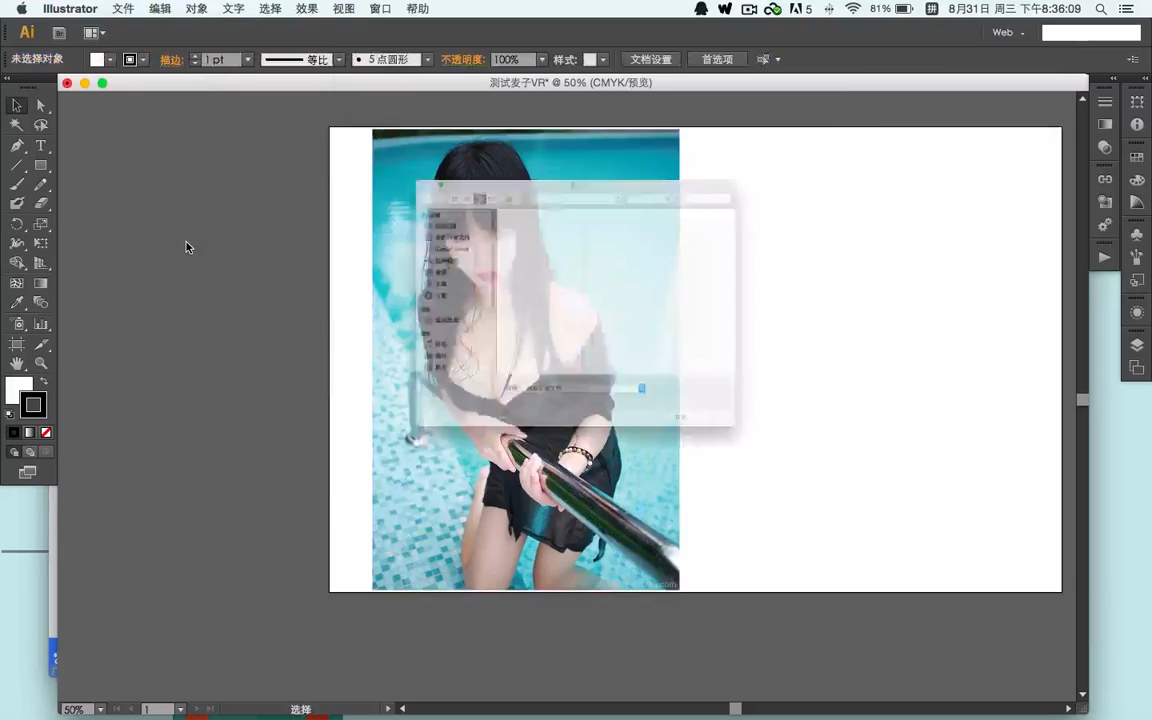 Illustrator 文件 编辑 对象 文字 选择 效果 视图 窗口 帮助 5 81% 拼 8月31日 周三 下午8:36:09
Ai Br Web
未选择对象 描边: 1 pt 等比 5 点圆形 不透明度: 100% 样式: 文档设置 首选项
测试麦子VR* @ 50% (CMYK/预览)
50% 1 选择